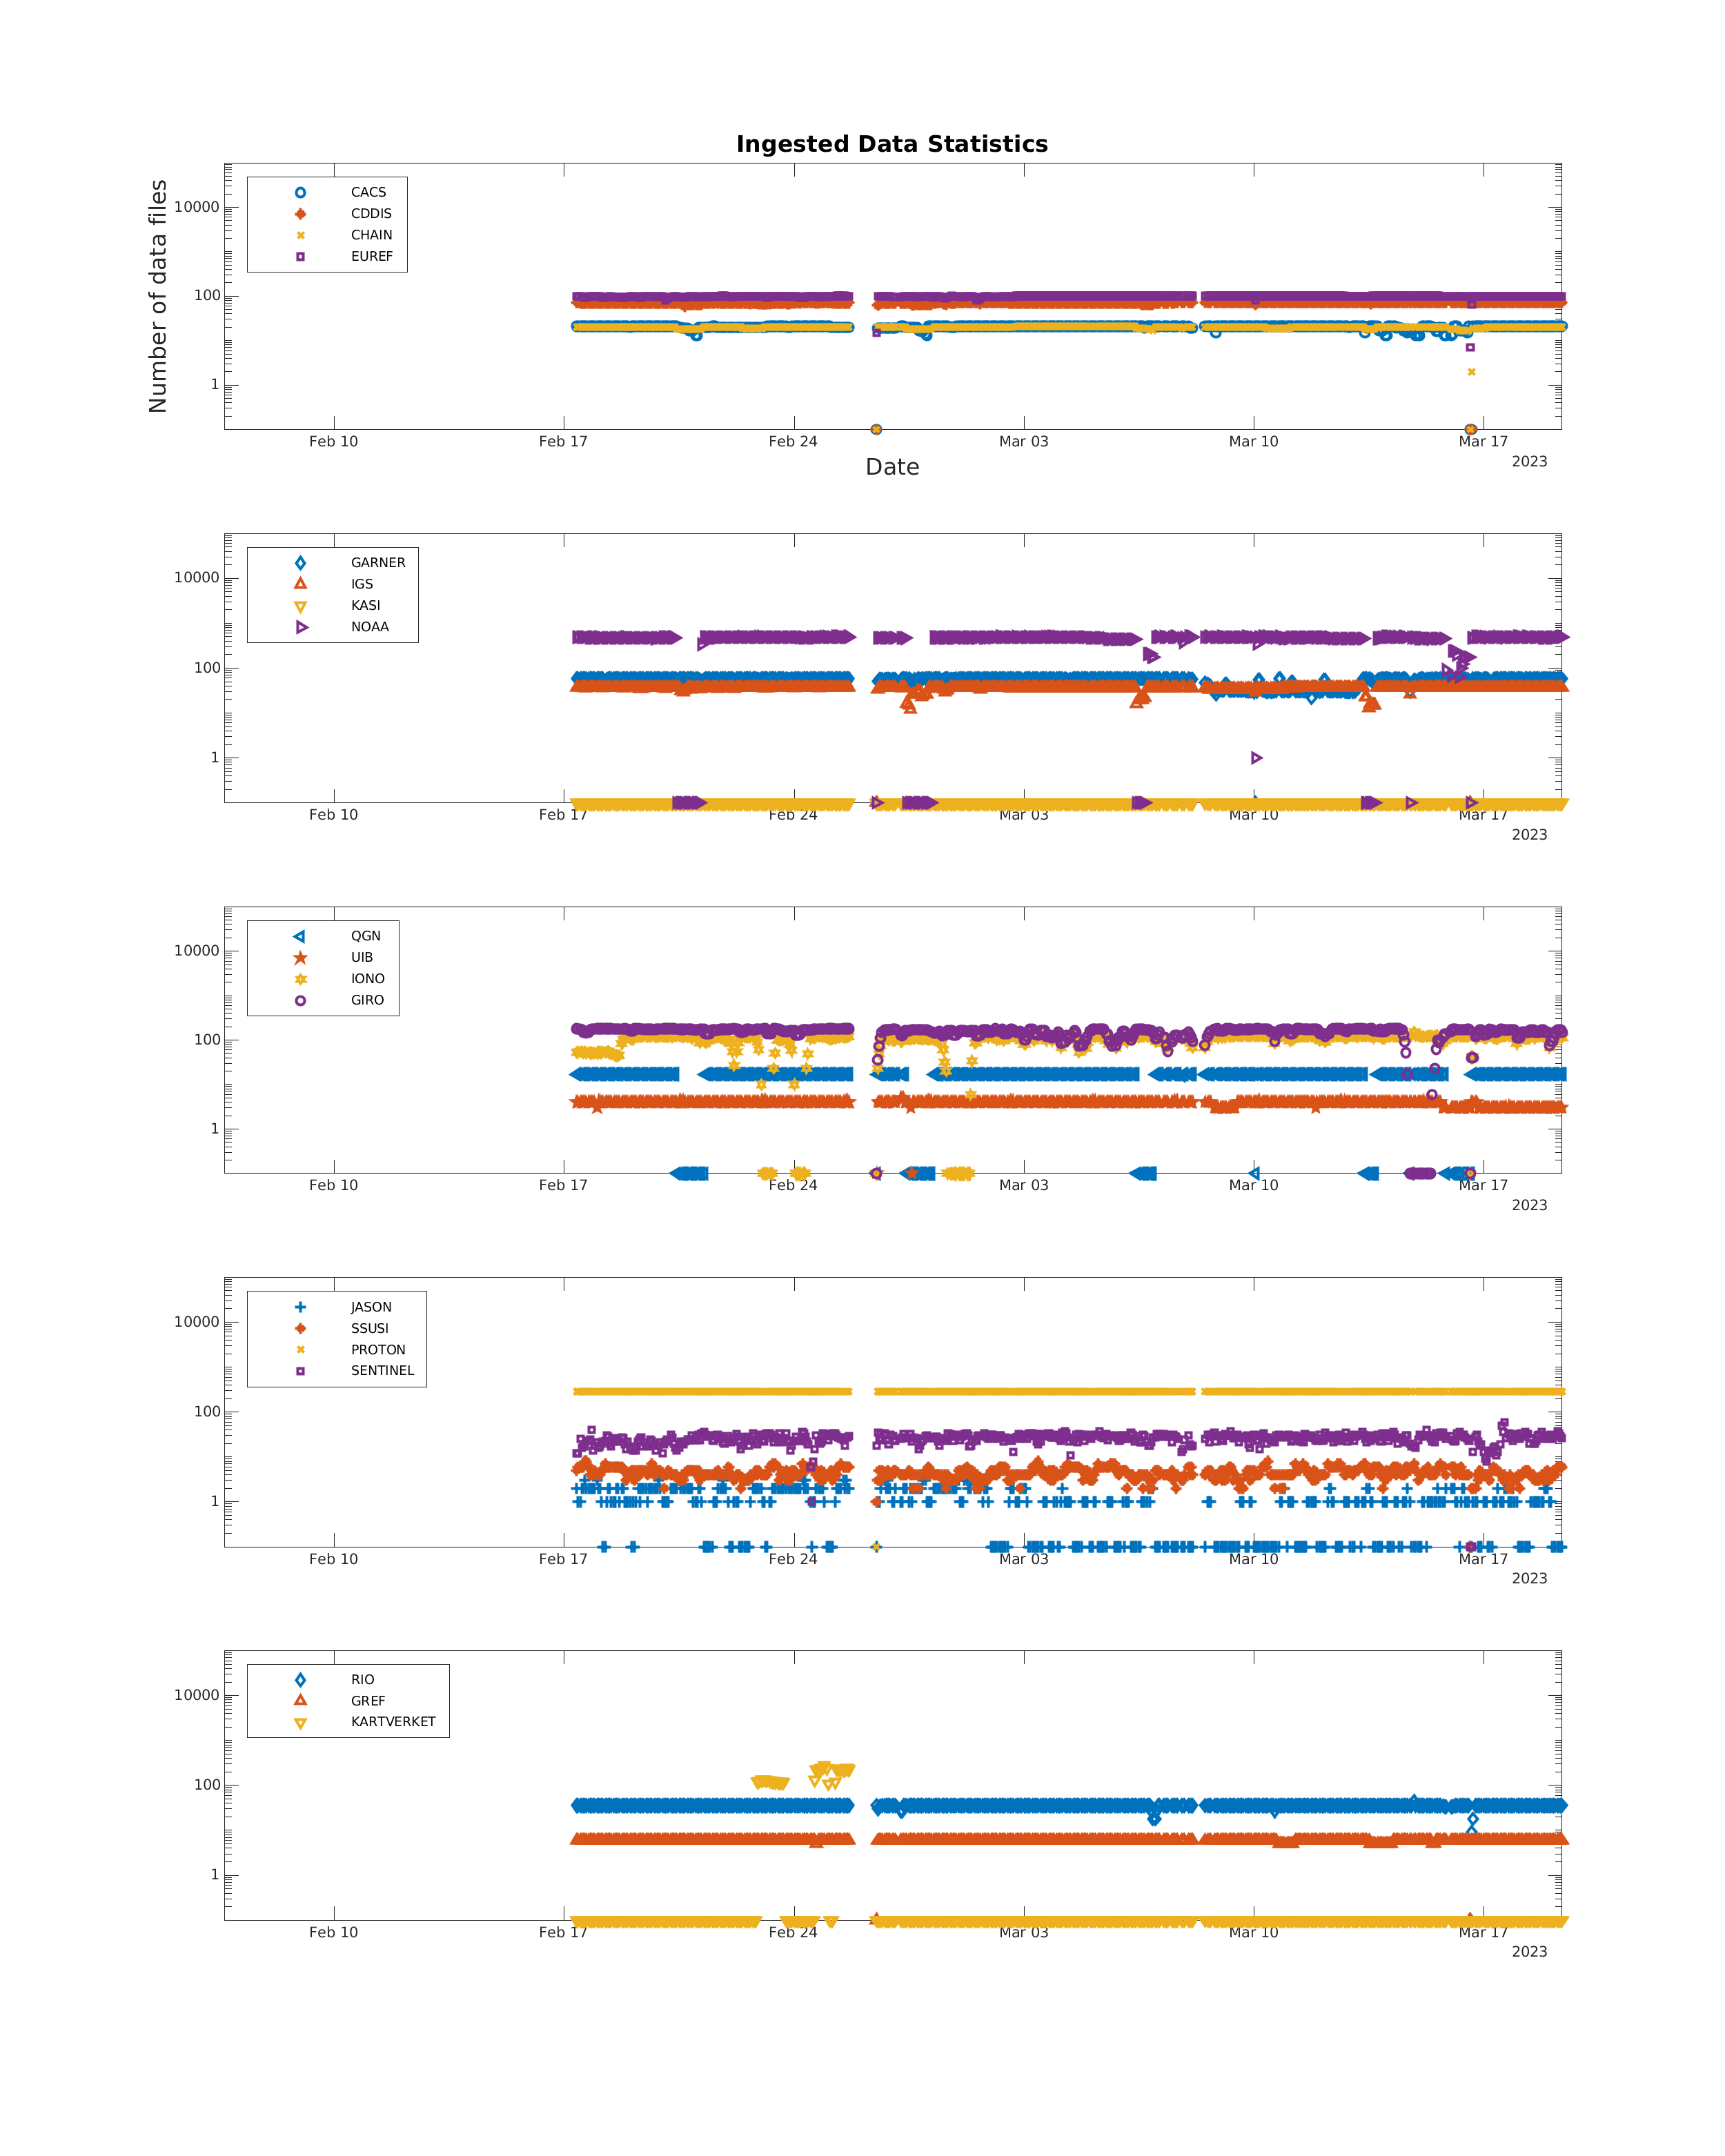 Ingested Data Statistics
Number of data files
10000
100
1
CACS
CDDIS
CHAIN
EUREF
Feb 10 Feb 17 Feb 24 Mar 03 Mar 10 Mar 17
2023
Date
10000
100
1
GARNER
IGS
KASI
NOAA
Feb 10 Feb 17 Feb 24 Mar 03 Mar 10 Mar 17
2023
10000
100
1
QGN
UIB
IONO
GIRO
Feb 10 Feb 17 Feb 24 Mar 03 Mar 10 Mar 17
2023
10000
100
1
JASON
SSUSI
PROTON
SENTINEL
Feb 10 Feb 17 Feb 24 Mar 03 Mar 10 Mar 17
2023
10000
100
1
RIO
GREF
KARTVERKET
Feb 10 Feb 17 Feb 24 Mar 03 Mar 10 Mar 17
2023